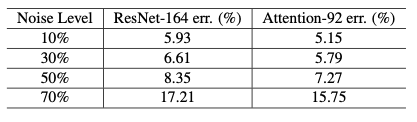 Noise Level ResNet-164 err. (%) Attention-92 err. (%)
10% 5.93 5.15
30% 6.61 5.79
50% 8.35 7.27
70% 17.21 15.75